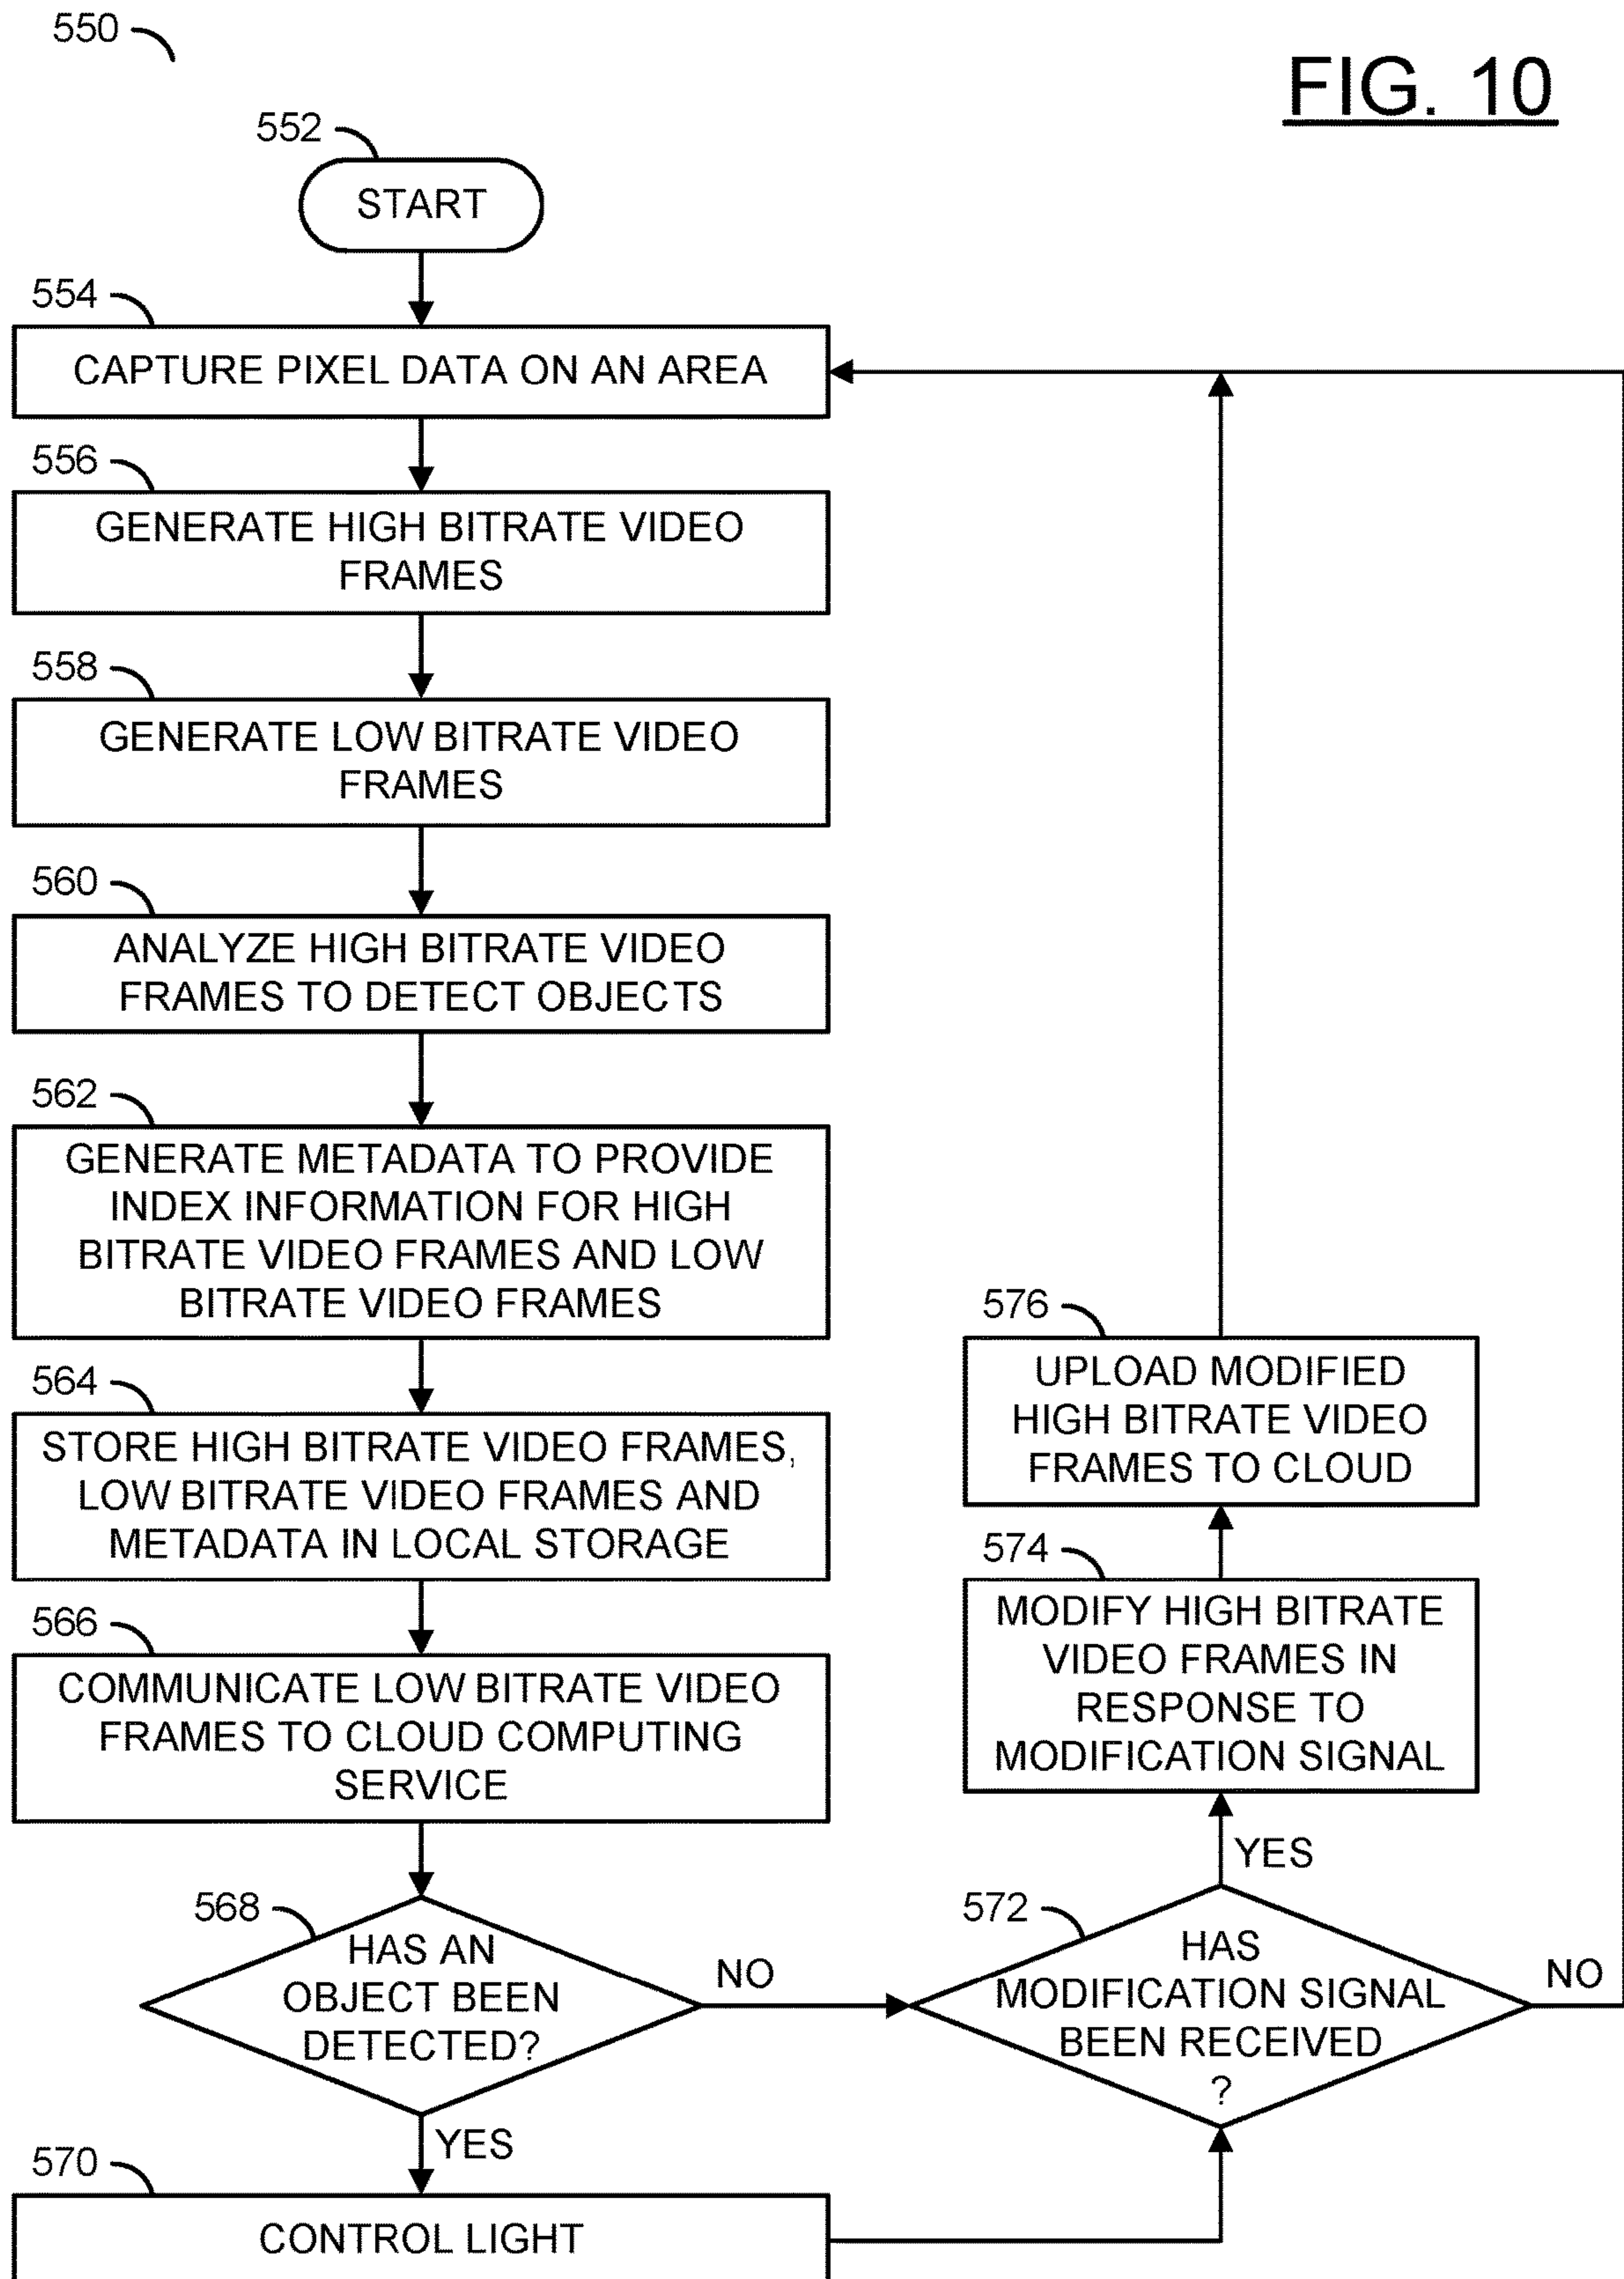 550
FIG. 10
552
START
554
CAPTURE PIXEL DATA ON AN AREA
556
GENERATE HIGH BITRATE VIDEO
FRAMES
558
GENERATE LOW BITRATE VIDEO
FRAMES
560
ANALYZE HIGH BITRATE VIDEO
FRAMES TO DETECT OBJECTS
562
GENERATE METADATA TO PROVIDE
INDEX INFORMATION FOR HIGH
BITRATE VIDEO FRAMES AND LOW
BITRATE VIDEO FRAMES
564
STORE HIGH BITRATE VIDEO FRAMES,
LOW BITRATE VIDEO FRAMES AND
METADATA IN LOCAL STORAGE
566
COMMUNICATE LOW BITRATE VIDEO
FRAMES TO CLOUD COMPUTING
SERVICE
568
HAS AN
OBJECT BEEN
DETECTED?
NO
YES
570
CONTROL LIGHT
572
HAS
MODIFICATION SIGNAL
BEEN RECEIVED
?
NO
YES
574
MODIFY HIGH BITRATE
VIDEO FRAMES IN
RESPONSE TO
MODIFICATION SIGNAL
576
UPLOAD MODIFIED
HIGH BITRATE VIDEO
FRAMES TO CLOUD